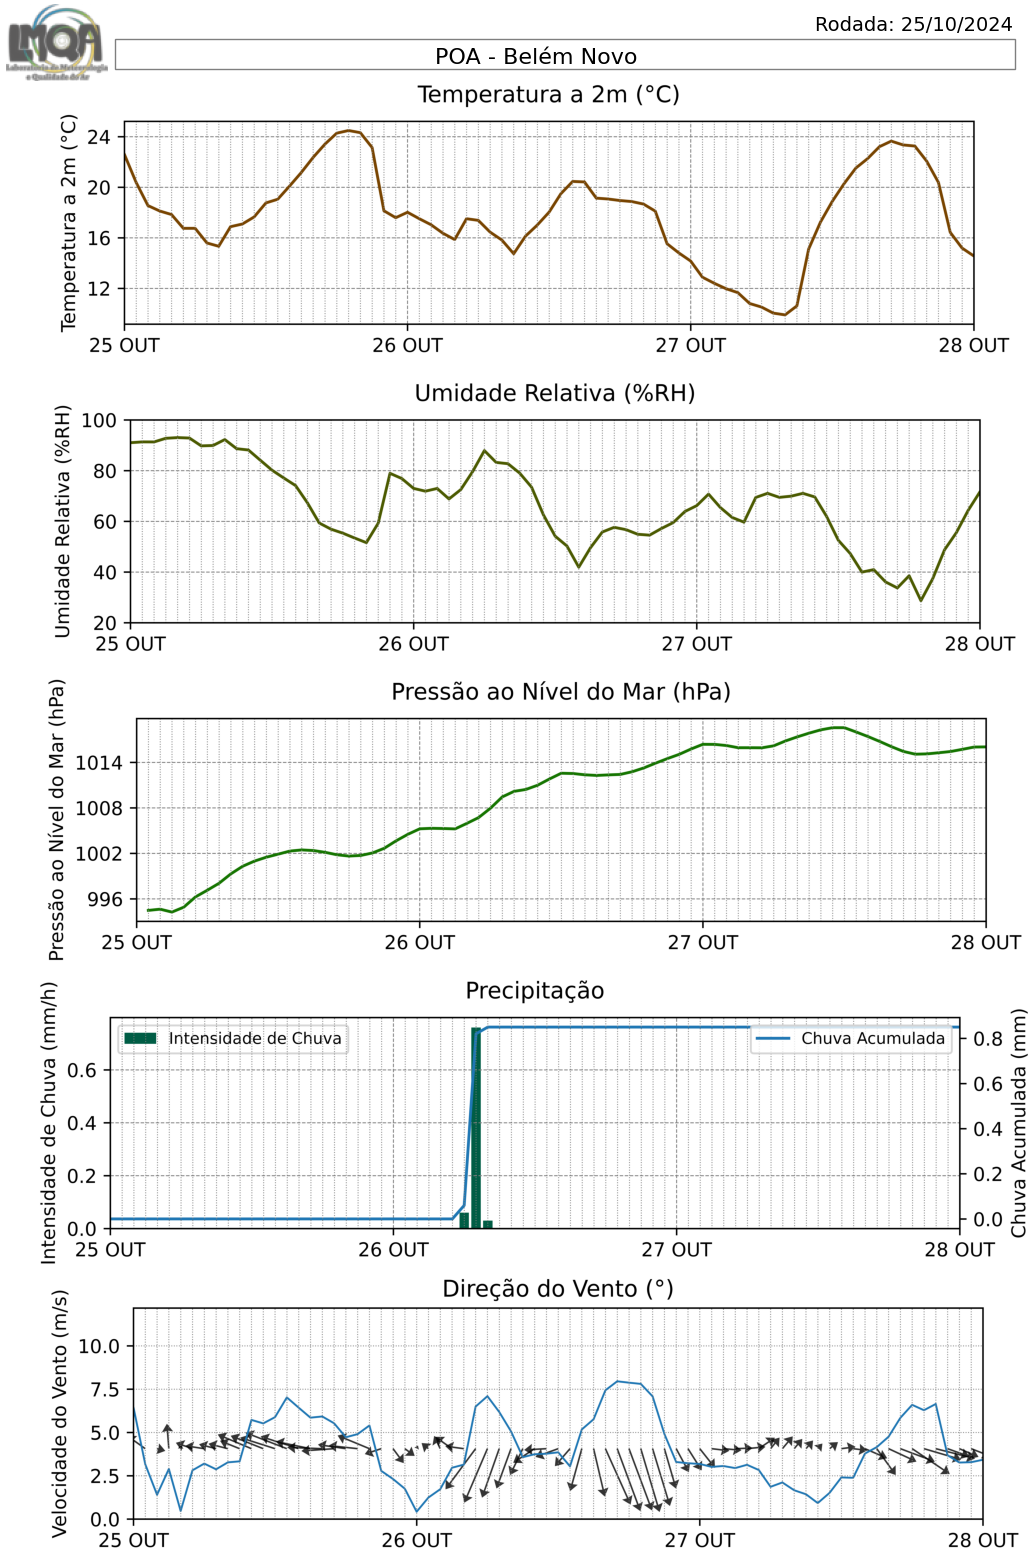 LMQA
Laboratório de Meteorologia
e Qualidade do Ar
Rodada: 25/10/2024
POA - Belém Novo
Temperatura a 2m (°C)
Temperatura a 2m (°C)
24
20
16
12
25 OUT 26 OUT 27 OUT 28 OUT
Umidade Relativa (%RH)
Umidade Relativa (%RH)
100
80
60
40
20
25 OUT 26 OUT 27 OUT 28 OUT
Pressão ao Nível do Mar (hPa)
Pressão ao Nível do Mar (hPa)
1014
1008
1002
996
25 OUT 26 OUT 27 OUT 28 OUT
Precipitação
Intensidade de Chuva (mm/h)
Intensidade de Chuva
Chuva Acumulada
Chuva Acumulada (mm)
0.6
0.4
0.2
0.0
0.8
0.6
0.4
0.2
0.0
25 OUT 26 OUT 27 OUT 28 OUT
Direção do Vento (°)
Velocidade do Vento (m/s)
10.0
7.5
5.0
2.5
0.0
25 OUT 26 OUT 27 OUT 28 OUT